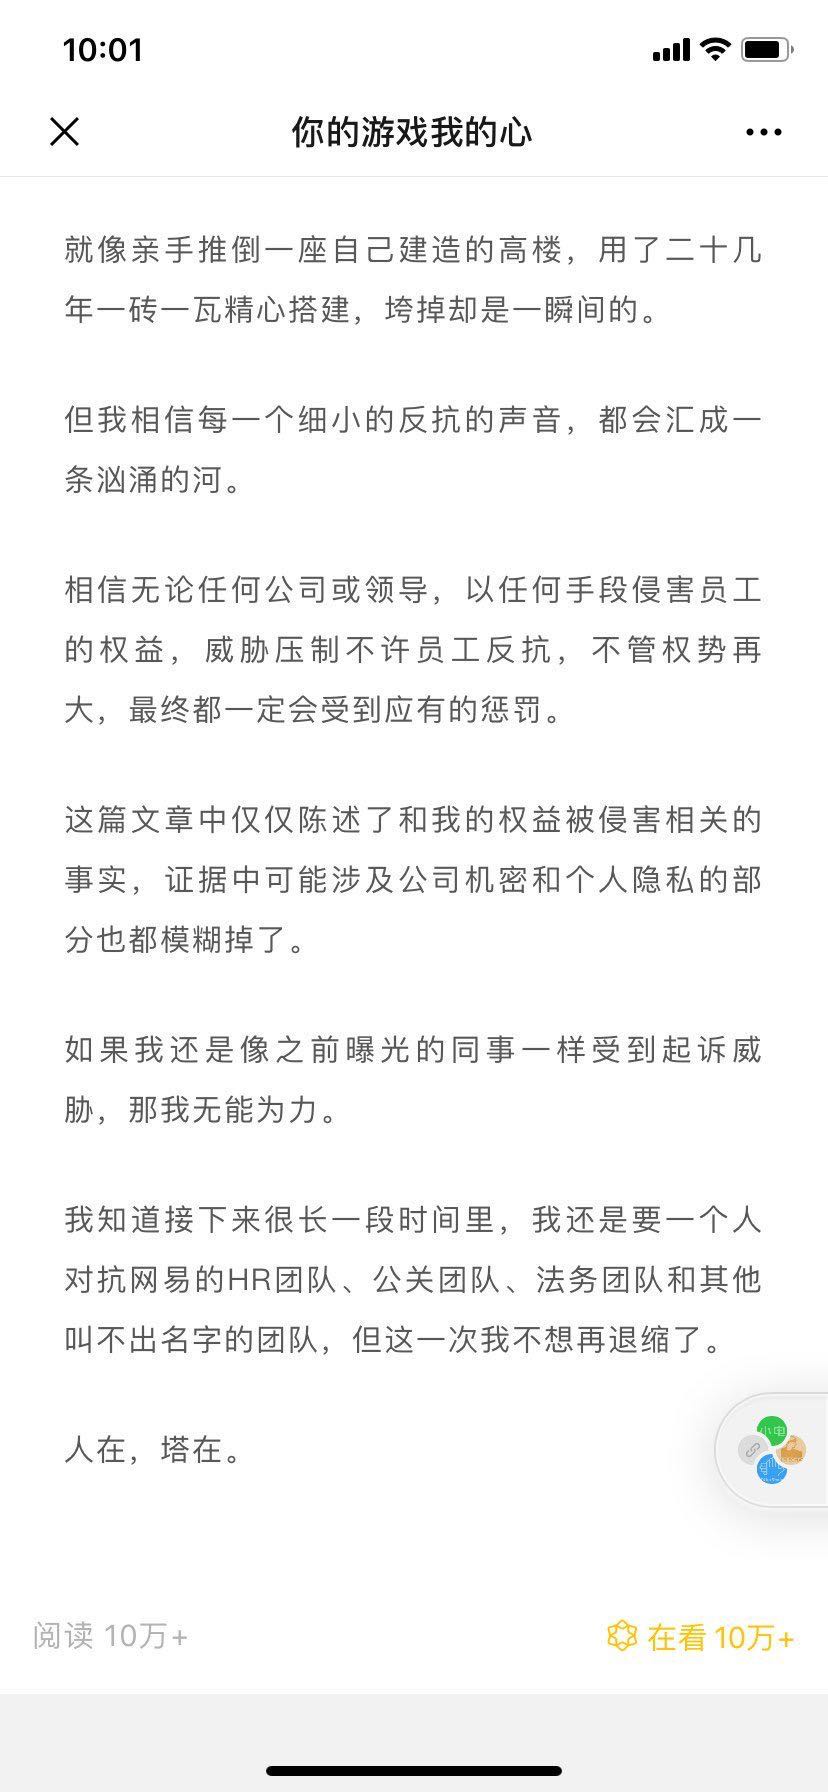 10:01
你的游戏我的心
就像亲手推倒一座自己建造的高楼，用了二十几
年一砖一瓦精心搭建，垮掉却是一瞬间的。
但我相信每一个细小的反抗的声音，都会汇成一
条汹涌的河。
相信无论任何公司或领导，以任何手段侵害员工
的权益，威胁压制不许员工反抗，不管权势再
大，最终都一定会受到应有的惩罚。
这篇文章中仅仅陈述了和我的权益被侵害相关的
事实，证据中可能涉及公司机密和个人隐私的部
分也都模糊掉了。
如果我还是像之前曝光的同事一样受到起诉威
胁，那我无能为力。
我知道接下来很长一段时间里，我还是要一个人
对抗网易的HR团队、公关团队、法务团队和其他
叫不出名字的团队，但这一次我不想再退缩了。
人在，塔在。
阅读 10万+
在看 10万+